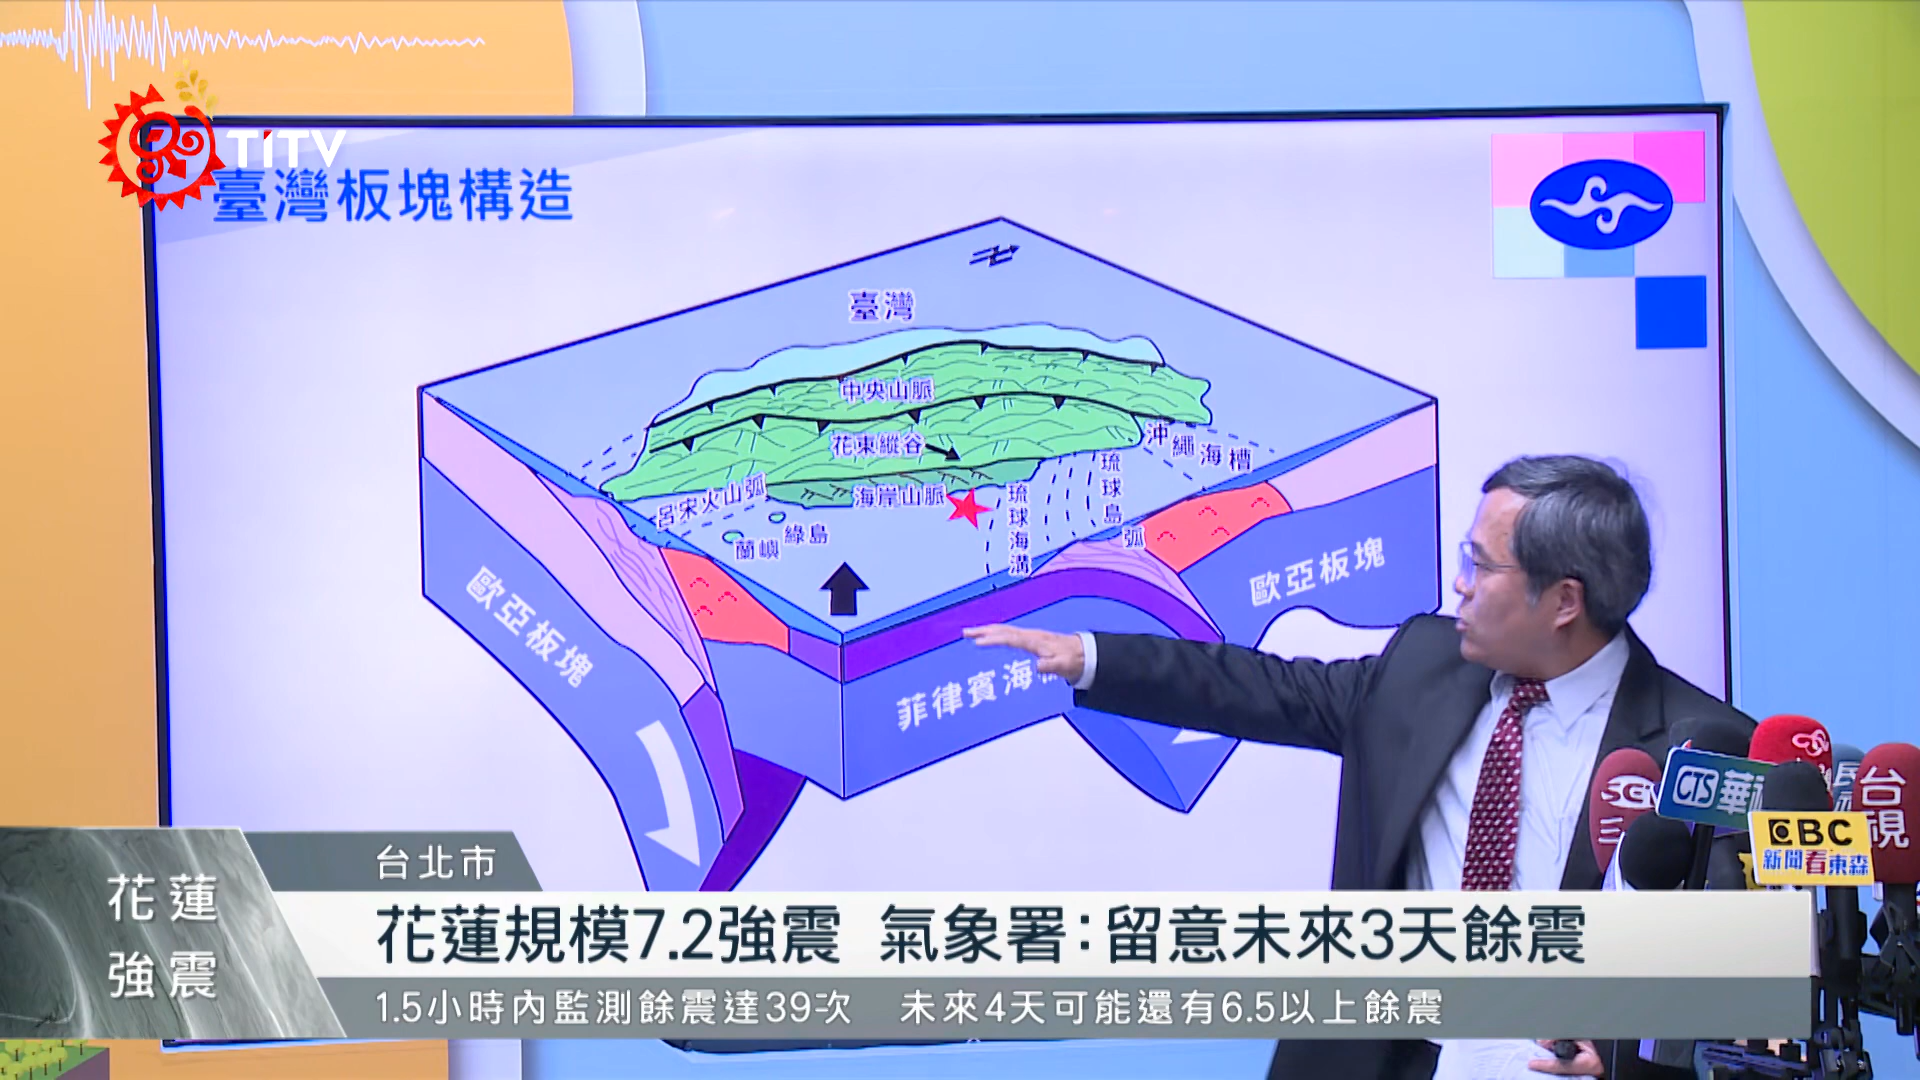 TiTV
臺灣板塊構造
臺灣
中央山脈
花東縱谷
沖繩海槽
琉球島弧
琉球海溝
海岸山脈
呂宋火山弧
綠島
蘭嶼
歐亞板塊
歐亞板塊
菲律賓海
CTS 華視
台視
EBC
新聞看東森
台北市
花蓮
強震
花蓮規模7.2強震 氣象署:留意未來3天餘震
1.5小時內監測餘震達39次 未來4天可能還有6.5以上餘震